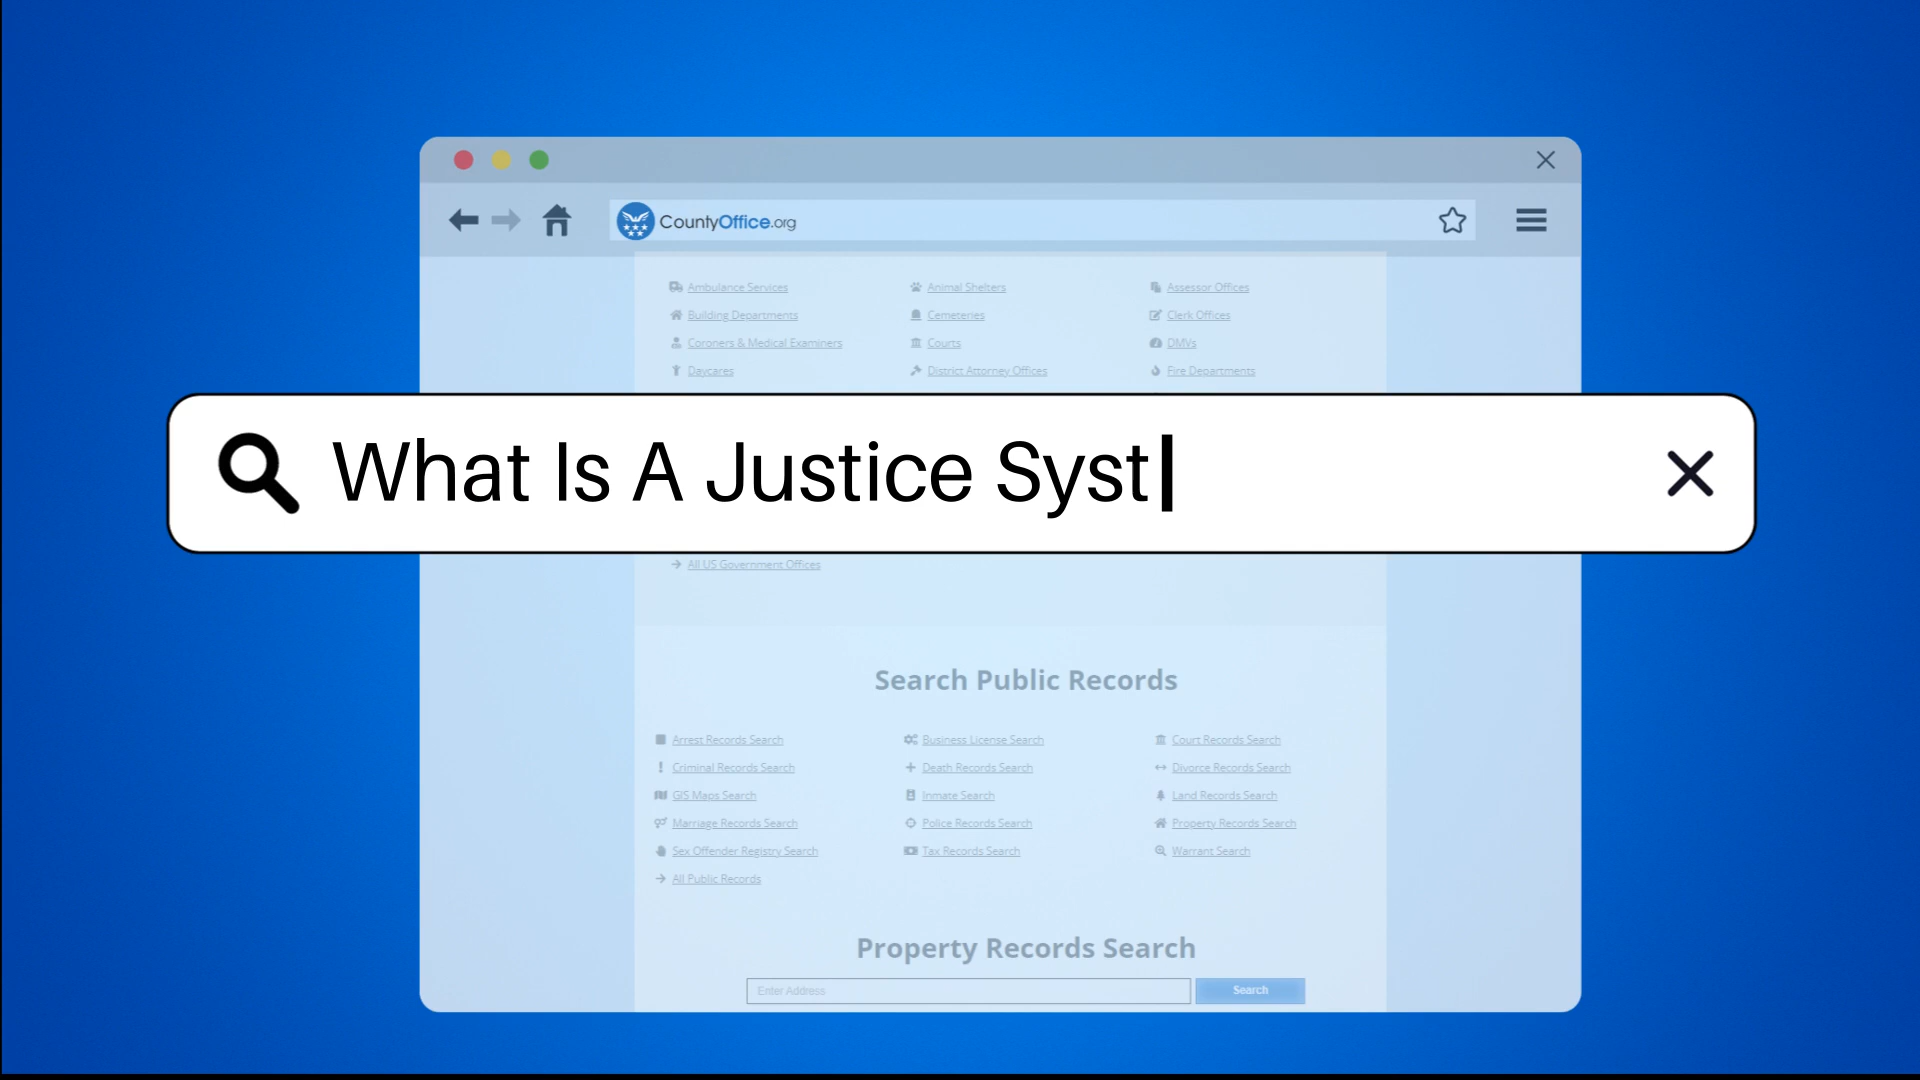 CountyOffice.org
Ambulance Services Animal Shelters Assessor Offices
Building Departments Cemeteries Clerk Offices
Coroners & Medical Examiners Courts DMVs
Daycares District Attorney Offices Fire Departments
What Is A Justice Syst
All US Government Offices
Search Public Records
Arrest Records Search Business License Search Court Records Search
Criminal Records Search Death Records Search Divorce Records Search
GIS Maps Search Inmate Search Land Records Search
Marriage Records Search Police Records Search Property Records Search
Sex Offender Registry Search Tax Records Search Warrant Search
All Public Records
Property Records Search
Enter Address Search